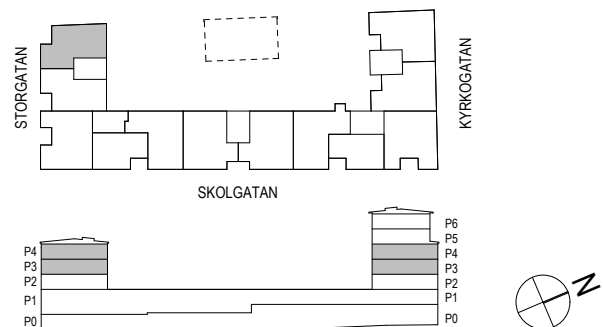 STORGATAN
KYRKOGATAN
SKOLGATAN
P6
P5
P4
P4
P3
P3
P2
P2
P1
P1
P0
P0
N